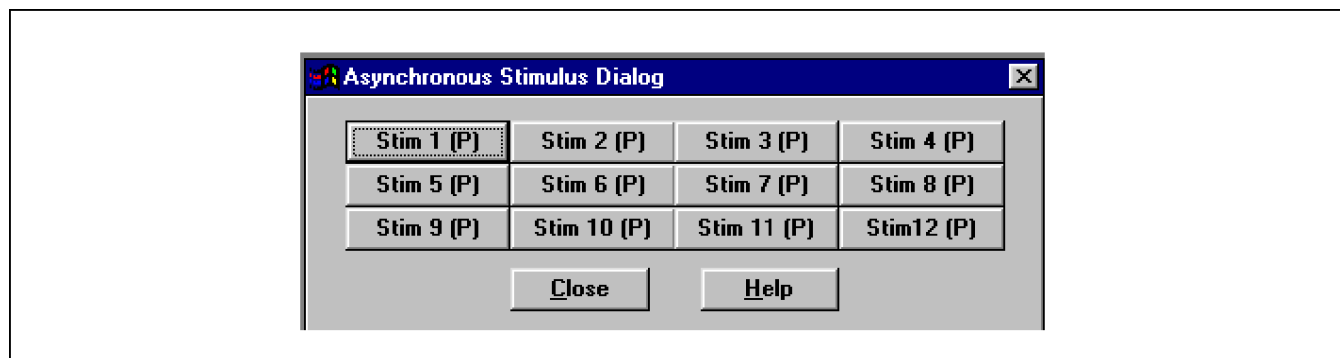 Asynchronous Stimulus Dialog
Stim 1 (P) Stim 2 (P) Stim 3 (P) Stim 4 (P)
Stim 5 (P) Stim 6 (P) Stim 7 (P) Stim 8 (P)
Stim 9 (P) Stim 10 (P) Stim 11 (P) Stim12 (P)
Close Help